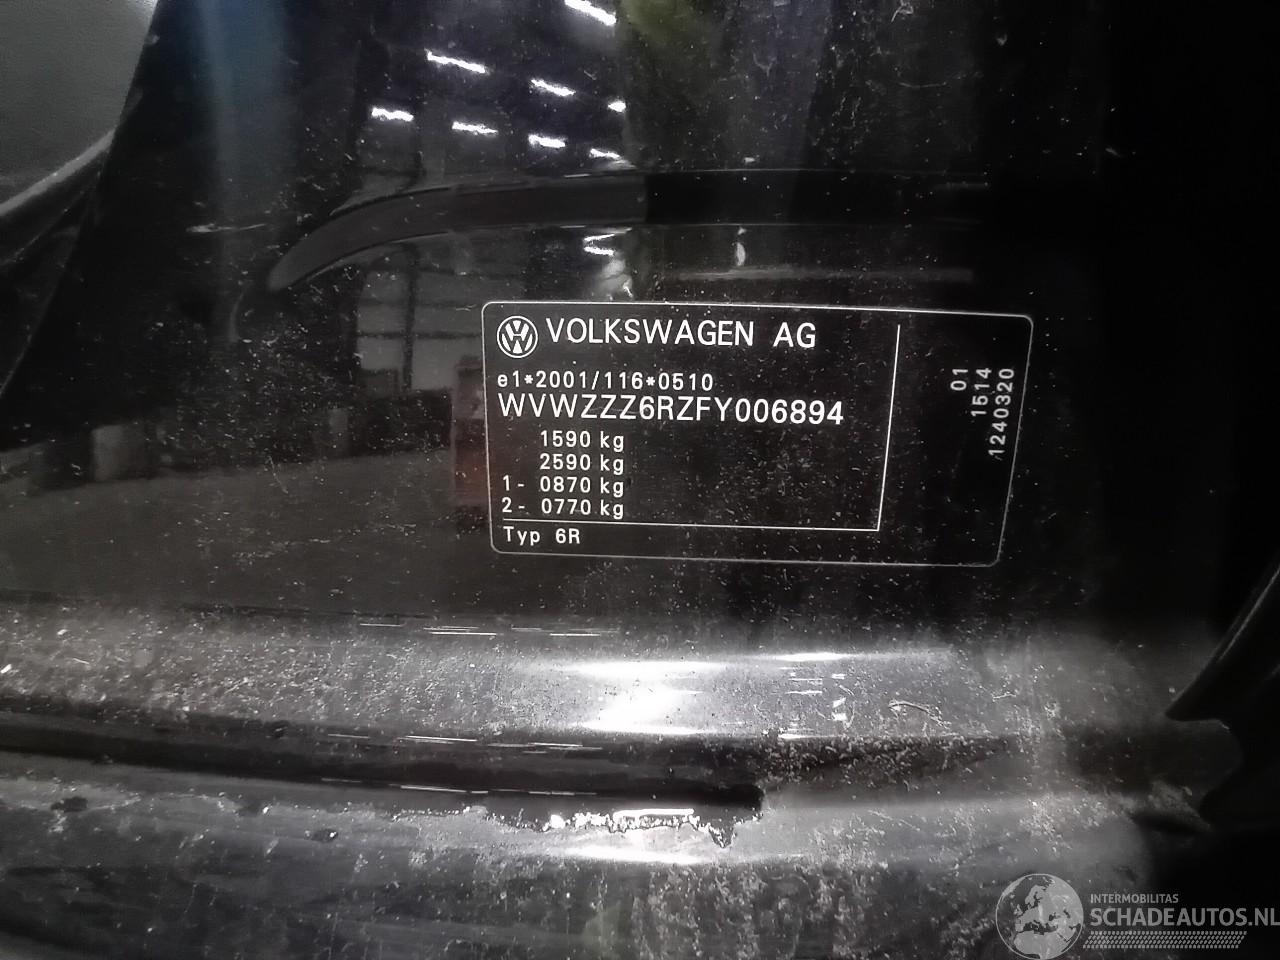 VOLKSWAGEN AG
e1*2001/116*0510
WVWZZZ6RZFY006894
1590 kg
2590 kg
1- 0870 kg
2- 0770 kg
Typ 6R
01
1514
1240320
INTERMOBILITAS
SCHADEAUTOS.NL